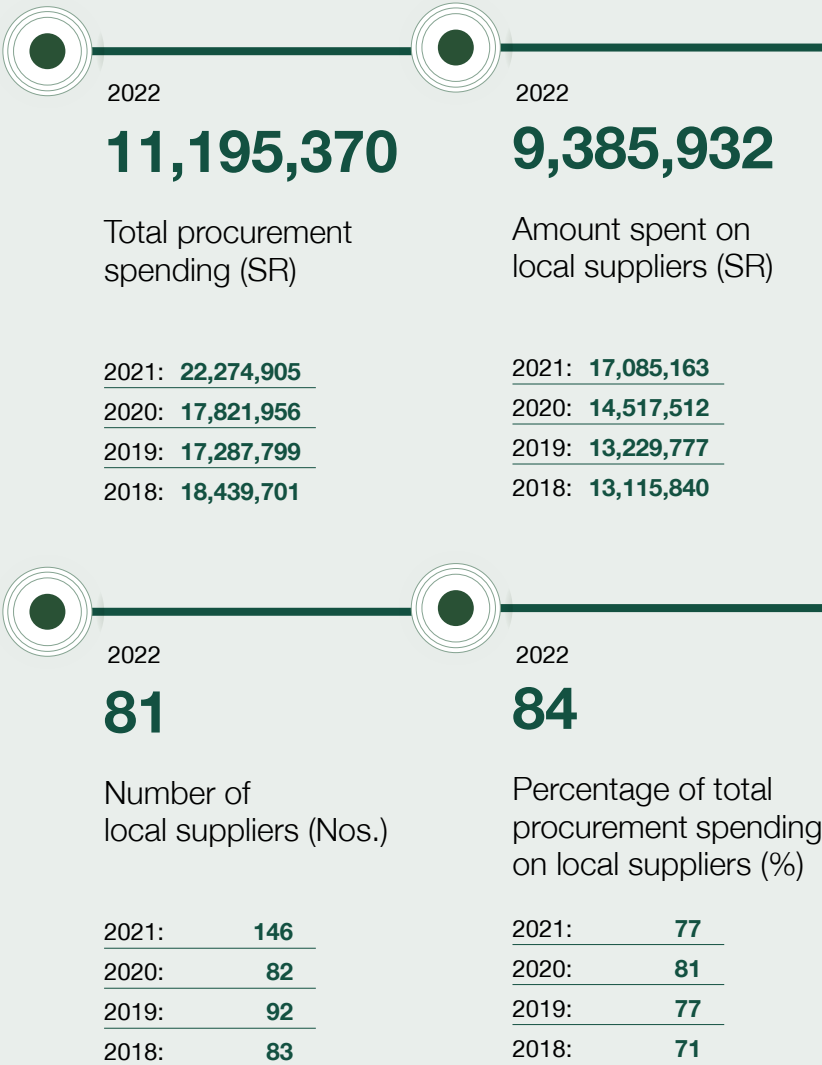 2022
11,195,370
Total procurement
spending (SR)
2021: 22,274,905
2020: 17,821,956
2019: 17,287,799
2018: 18,439,701
2022
9,385,932
Amount spent on
local suppliers (SR)
2021: 17,085,163
2020: 14,517,512
2019: 13,229,777
2018: 13,115,840
2022
81
Number of
local suppliers (Nos.)
2021: 146
2020: 82
2019: 92
2018: 83
2022
84
Percentage of total
procurement spending
on local suppliers (%)
2021: 77
2020: 81
2019: 77
2018: 71